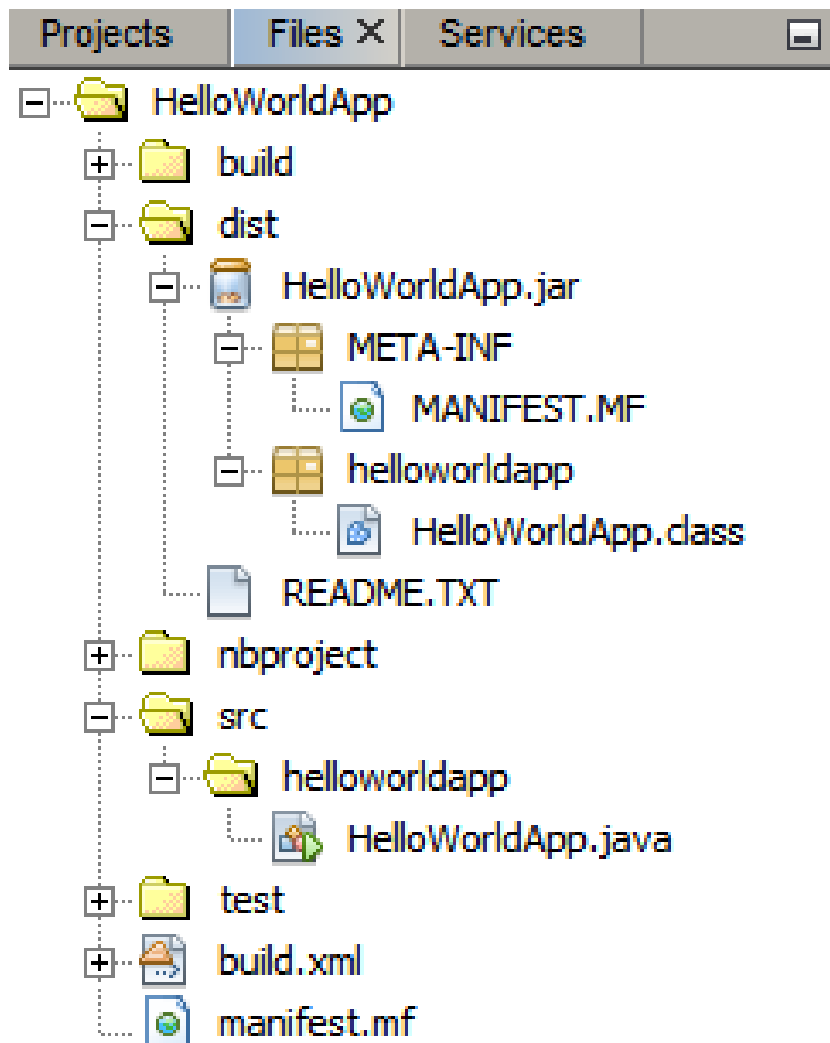 Projects Files Services
HelloWorldApp
build
dist
HelloWorldApp.jar
META-INF
MANIFEST.MF
helloworldapp
HelloWorldApp.class
README.TXT
nbproject
src
helloworldapp
HelloWorldApp.java
test
build.xml
manifest.mf